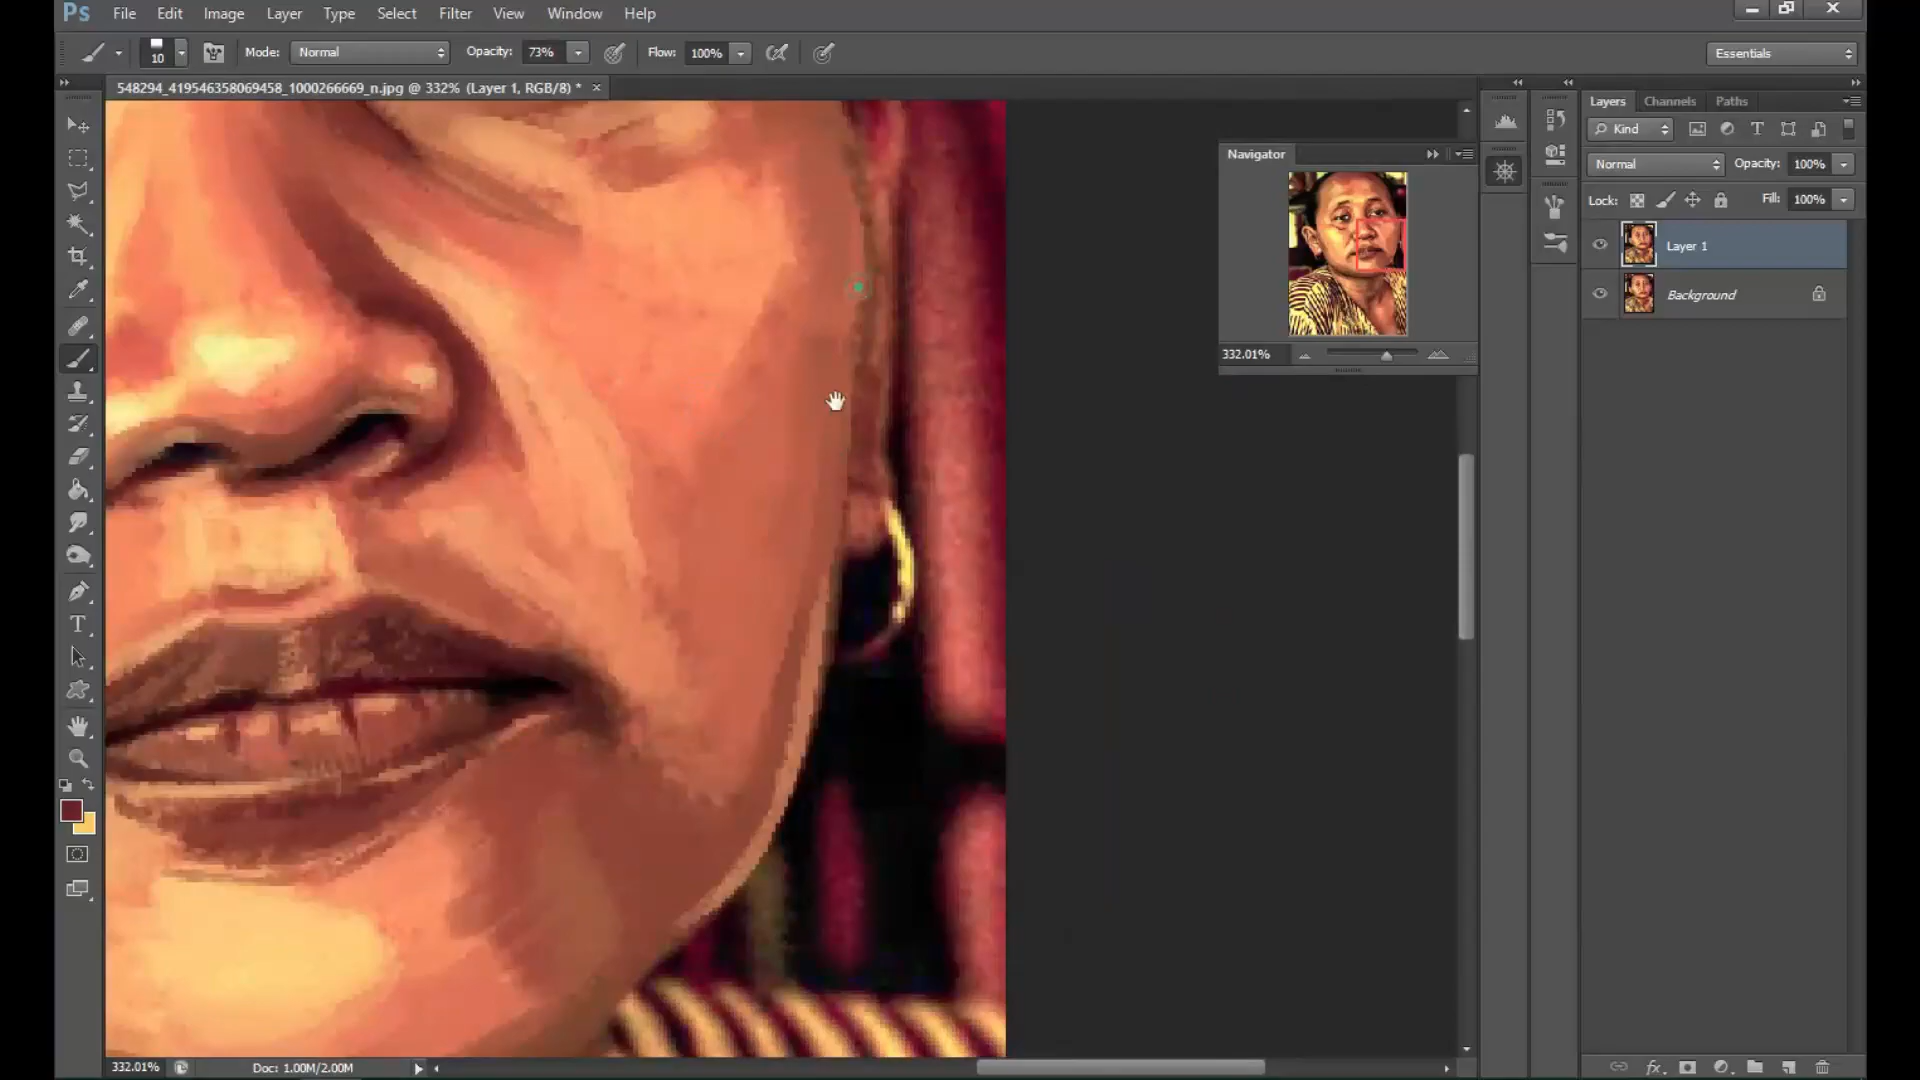 Ps File Edit Image Layer Type Select Filter View Window Help
10 Mode: Normal Opacity: 73% Flow: 100% Essentials
548294_419546358069458_1000266669_n.jpg @ 332% (Layer 1, RGB/8) * ×
Layers Channels Paths
Kind
Navigator
Normal Opacity: 100%
Lock: Fill: 100%
Layer 1
Background
332.01%
T
332.01% Doc: 1.00M/2.00M
fx